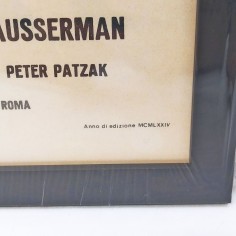 AUSSERMAN
PETER PATZAK
ROMA
Anno di edizione MCMLXXIV